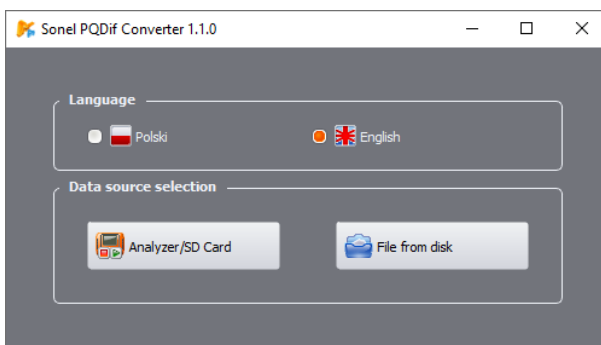 Sonel PQDif Converter 1.1.0
Language
Polski
English
Data source selection
Analyzer/SD Card
File from disk